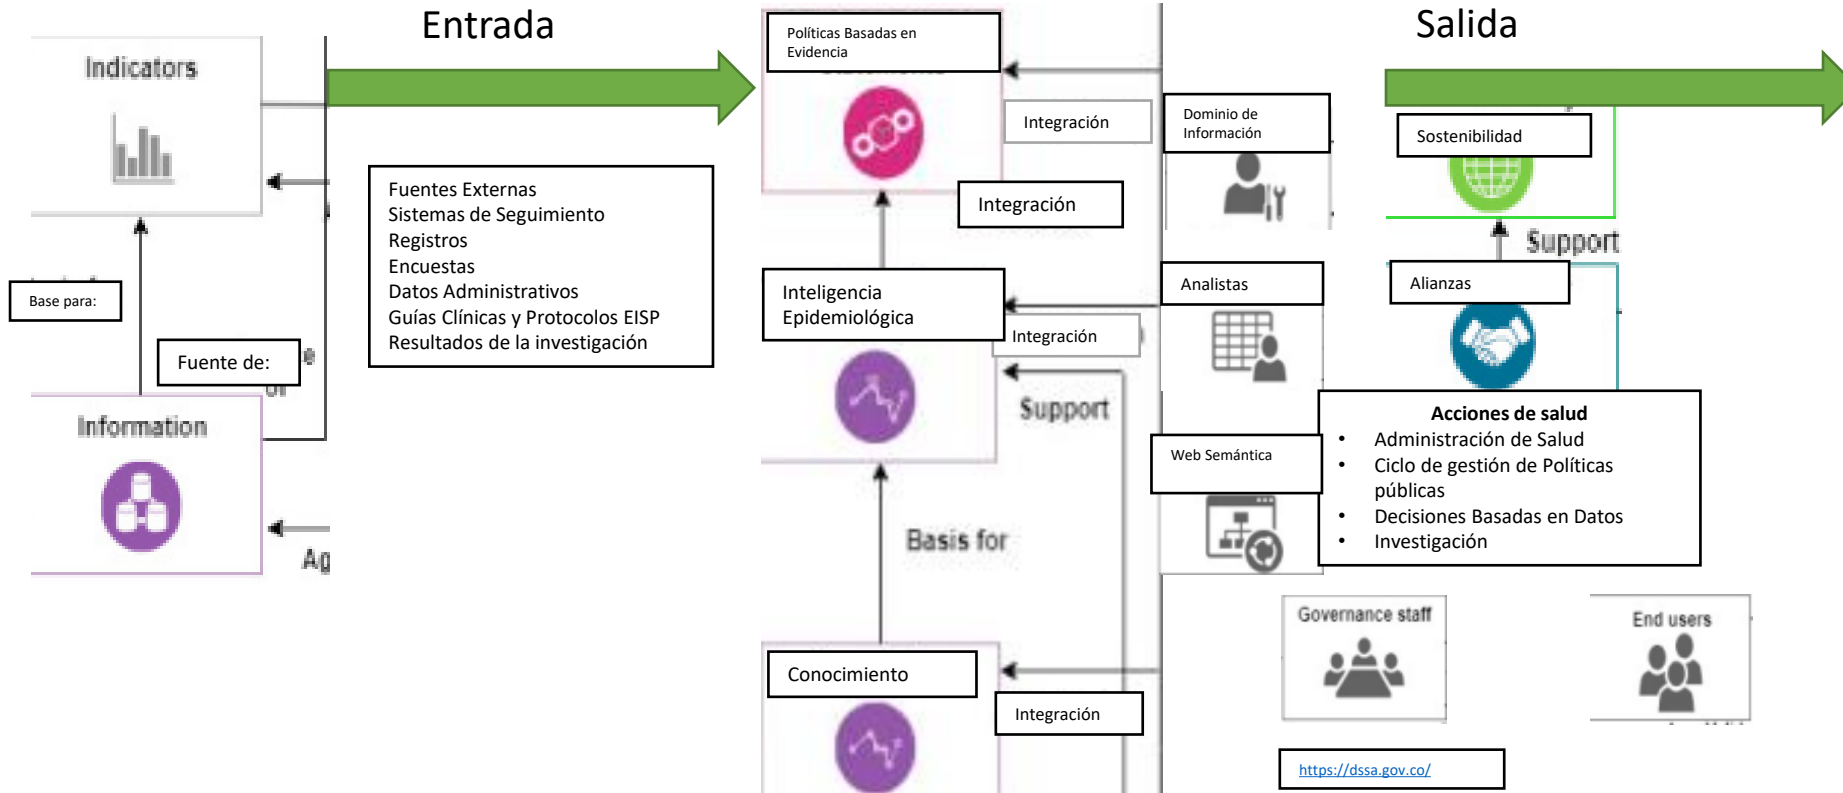 Entrada
Salida
Indicators
Base para:
Fuente de:
Information
Ag
Fuentes Externas
Sistemas de Seguimiento
Registros
Encuestas
Datos Administrativos
Guías Clínicas y Protocolos EISP
Resultados de la investigación
Políticas Basadas en
Evidencia
Integración
Integración
Inteligencia
Epidemiológica
Integración
Support
Basis for
Conocimiento
Integración
Dominio de
Información
Analistas
Web Semántica
Sostenibilidad
Support
Alianzas
Acciones de salud
• Administración de Salud
• Ciclo de gestión de Políticas
públicas
• Decisiones Basadas en Datos
• Investigación
Governance staff
End users
https://dssa.gov.co/